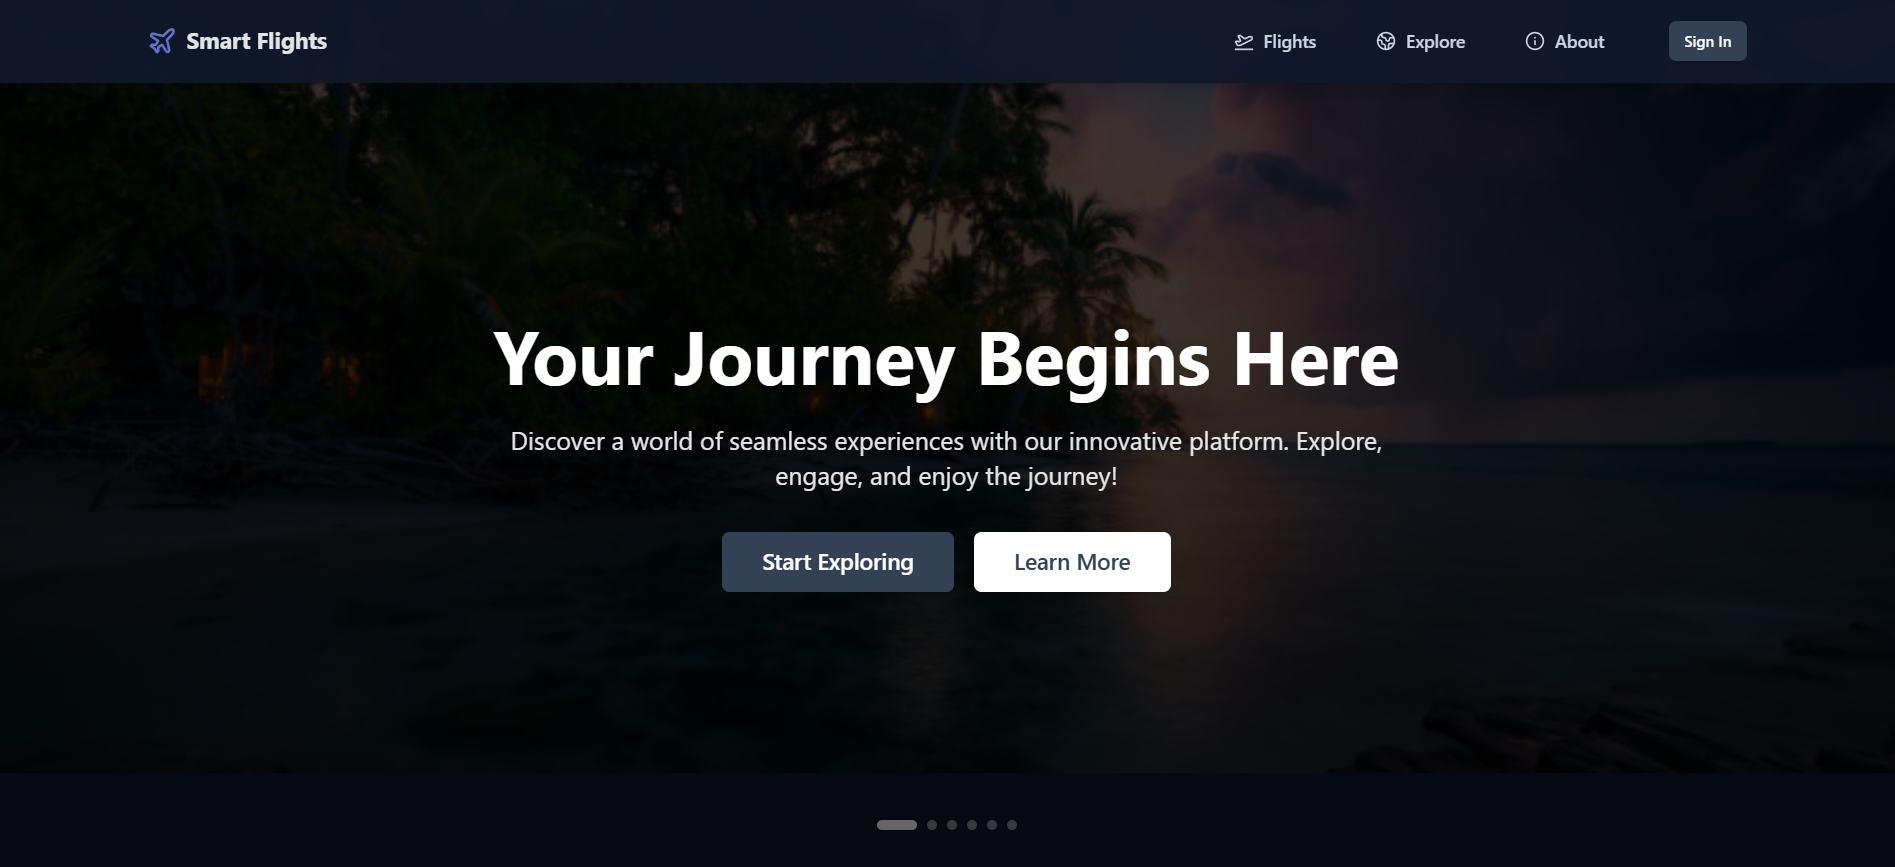 Smart Flights
Flights
Explore
About
Sign In
Your Journey Begins Here
Discover a world of seamless experiences with our innovative platform. Explore,
engage, and enjoy the journey!
Start Exploring
Learn More